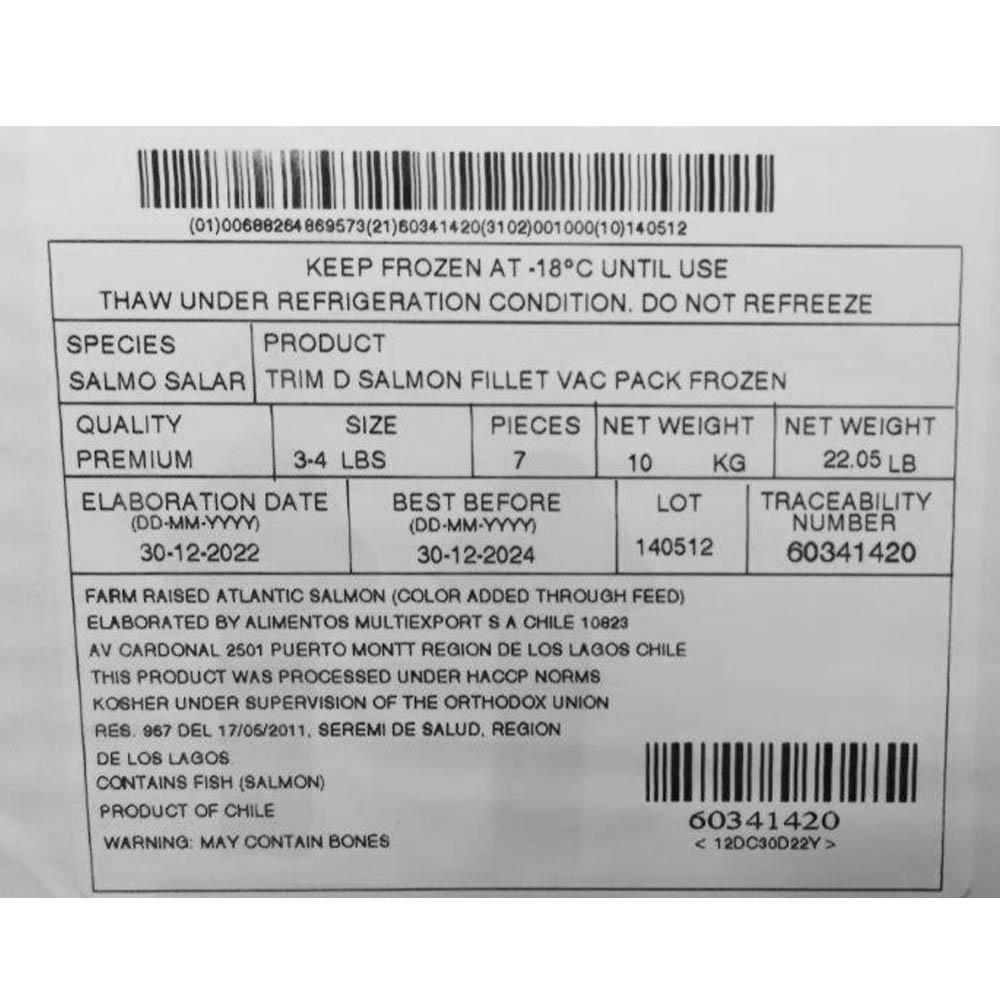 (01)00688264869573(21)60341420(3102)001000(10)140512
KEEP FROZEN AT -18°C UNTIL USE
THAW UNDER REFRIGERATION CONDITION. DO NOT REFREEZE
SPECIES PRODUCT
SALMO SALAR TRIM D SALMON FILLET VAC PACK FROZEN
QUALITY SIZE PIECES NET WEIGHT NET WEIGHT
PREMIUM 3-4 LBS 7 10 KG 22.05 LB
ELABORATION DATE BEST BEFORE LOT TRACEABILITY
(DD-MM-YYYY) (DD-MM-YYYY) NUMBER
30-12-2022 30-12-2024 140512 60341420
FARM RAISED ATLANTIC SALMON (COLOR ADDED THROUGH FEED)
ELABORATED BY ALIMENTOS MULTIEXPORT S A CHILE 10823
AV CARDONAL 2501 PUERTO MONTT REGION DE LOS LAGOS CHILE
THIS PRODUCT WAS PROCESSED UNDER HACCP NORMS
KOSHER UNDER SUPERVISION OF THE ORTHODOX UNION
RES. 967 DEL 17/05/2011, SEREMI DE SALUD, REGION
DE LOS LAGOS.
CONTAINS FISH (SALMON)
PRODUCT OF CHILE
WARNING: MAY CONTAIN BONES
60341420
< 12DC30D22Y >